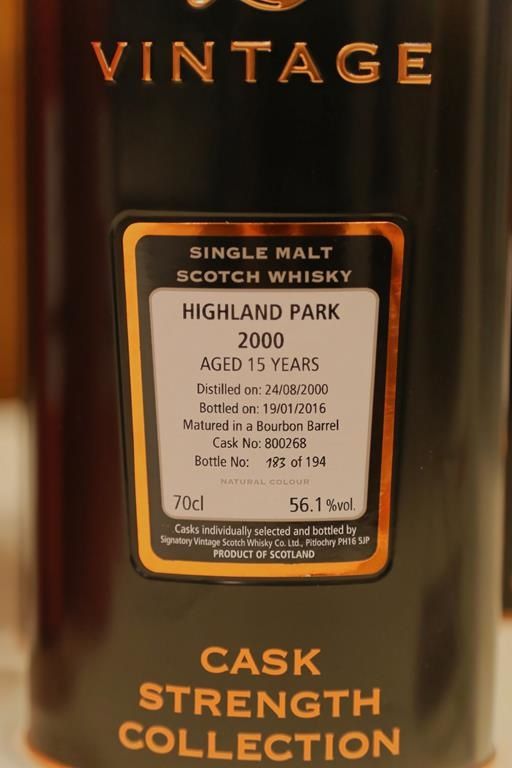 VINTAGE
SINGLE MALT
SCOTCH WHISKY
HIGHLAND PARK
2000
AGED 15 YEARS
Distilled on: 24/08/2000
Bottled on: 19/01/2016
Matured in a Bourbon Barrel
Cask No: 800268
Bottle No: 183 of 194
NATURAL COLOUR
70cl 56.1 %vol.
Casks individually selected and bottled by
Signatory Vintage Scotch Whisky Co. Ltd., Pitlochry PH16 5JP
PRODUCT OF SCOTLAND
CASK
STRENGTH
COLLECTION